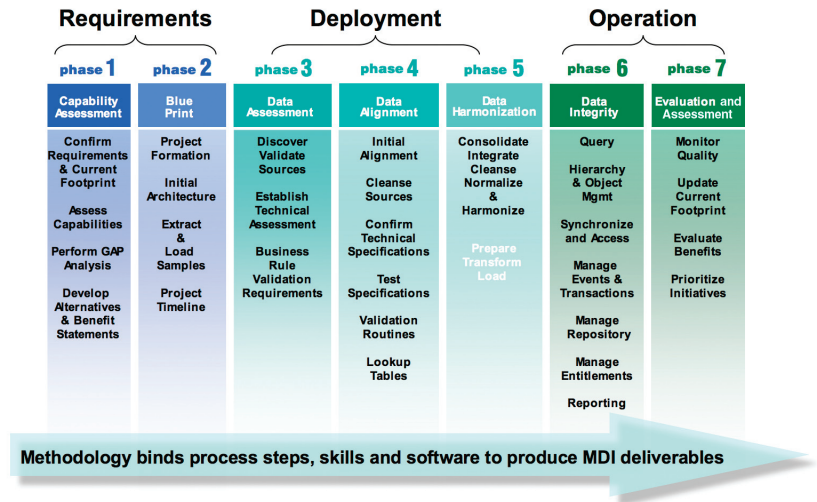 Requirements
Deployment
Operation
phase 1
phase 2
phase 3
phase 4
phase 5
phase 6
phase 7
Capability
Assessment
Blue
Print
Data
Assessment
Data
Alignment
Data
Harmonization
Data
Integrity
Evaluation and
Assessment
Confirm
Requirements
& Current
Footprint
Assess
Capabilities
Perform GAP
Analysis
Develop
Alternatives
& Benefit
Statements
Project
Formation
Initial
Architecture
Extract
&
Load
Samples
Project
Timeline
Discover
Validate
Sources
Establish
Technical
Assessment
Business
Rule
Validation
Requirements
Initial
Alignment
Cleanse
Sources
Confirm
Technical
Specifications
Test
Specifications
Validation
Routines
Lookup
Tables
Consolidate
Integrate
Cleanse
Normalize
&
Harmonize
Prepare
Transform
Load
Query
Hierarchy
& Object
Mgmt
Synchronize
and Access
Manage
Events &
Transactions
Manage
Repository
Manage
Entitlements
Reporting
Monitor
Quality
Update
Current
Footprint
Evaluate
Benefits
Prioritize
Initiatives
Methodology binds process steps, skills and software to produce MDI deliverables